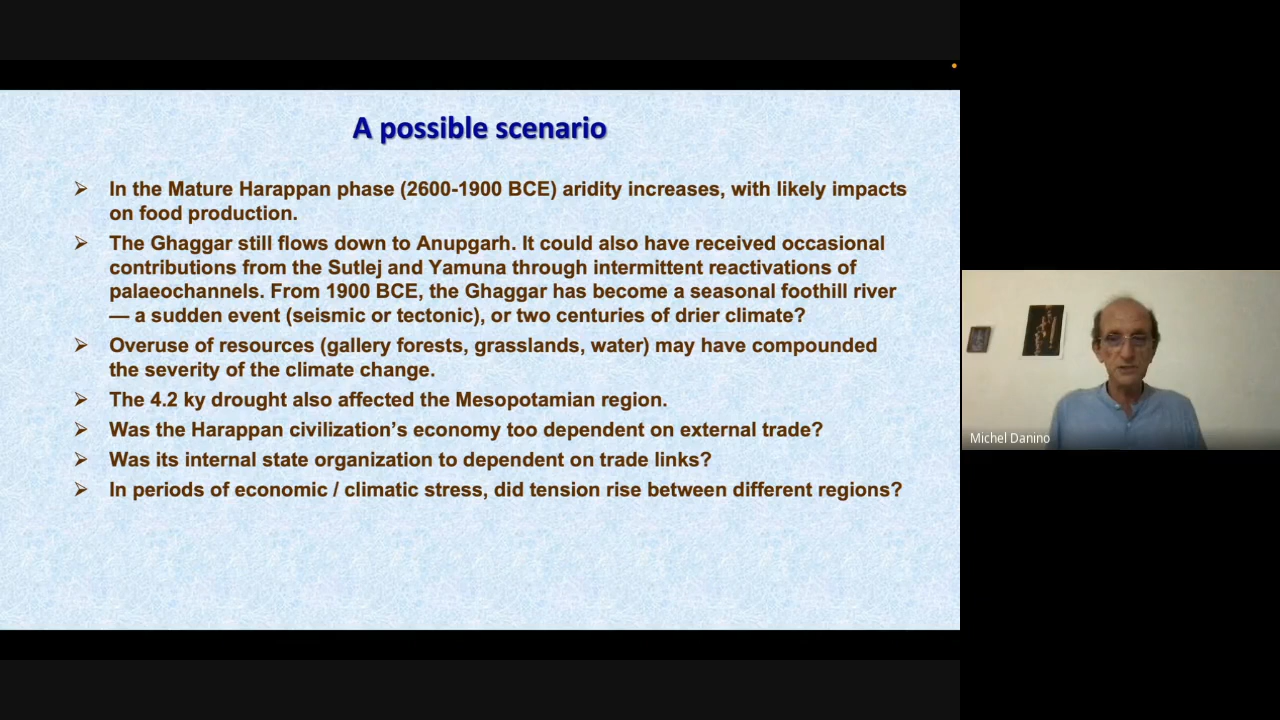 A possible scenario
➢ In the Mature Harappan phase (2600-1900 BCE) aridity increases, with likely impacts
on food production.
➢ The Ghaggar still flows down to Anupgarh. It could also have received occasional
contributions from the Sutlej and Yamuna through intermittent reactivations of
palaeochannels. From 1900 BCE, the Ghaggar has become a seasonal foothill river
— a sudden event (seismic or tectonic), or two centuries of drier climate?
➢ Overuse of resources (gallery forests, grasslands, water) may have compounded
the severity of the climate change.
➢ The 4.2 ky drought also affected the Mesopotamian region.
➢ Was the Harappan civilization’s economy too dependent on external trade?
➢ Was its internal state organization to dependent on trade links?
➢ In periods of economic / climatic stress, did tension rise between different regions?
Michel Danino